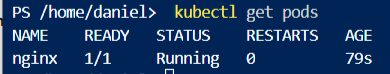 PS /home/daniel> kubectl get pods
NAME READY STATUS RESTARTS AGE
nginx 1/1 Running 0 79s